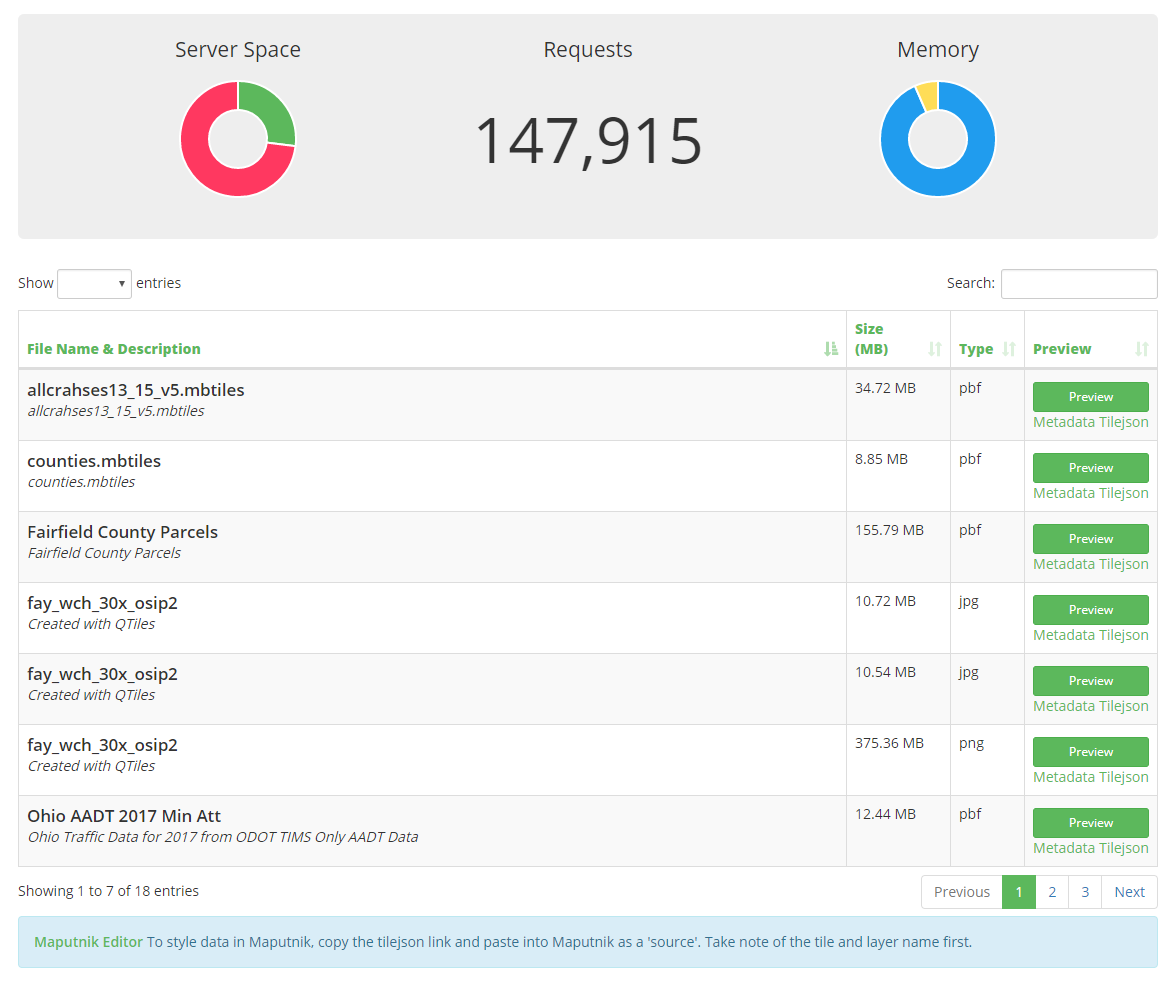 Server Space
Requests
Memory
147,915
Show entries
Search:
File Name & Description
Size
(MB)
Type
Preview
allcrahses13_15_v5.mbtiles
34.72 MB
pbf
Preview
allcrahses13_15_v5.mbtiles
Metadata Tilejson
counties.mbtiles
8.85 MB
pbf
Preview
counties.mbtiles
Metadata Tilejson
Fairfield County Parcels
155.79 MB
pbf
Preview
Fairfield County Parcels
Metadata Tilejson
fay_wch_30x_osip2
10.72 MB
jpg
Preview
Created with QTiles
Metadata Tilejson
fay_wch_30x_osip2
10.54 MB
jpg
Preview
Created with QTiles
Metadata Tilejson
fay_wch_30x_osip2
375.36 MB
png
Preview
Created with QTiles
Metadata Tilejson
Ohio AADT 2017 Min Att
12.44 MB
pbf
Preview
Ohio Traffic Data for 2017 from ODOT TIMS Only AADT Data
Metadata Tilejson
Showing 1 to 7 of 18 entries
Previous 1 2 3 Next
Maputnik Editor To style data in Maputnik, copy the tilejson link and paste into Maputnik as a 'source'. Take note of the tile and layer name first.